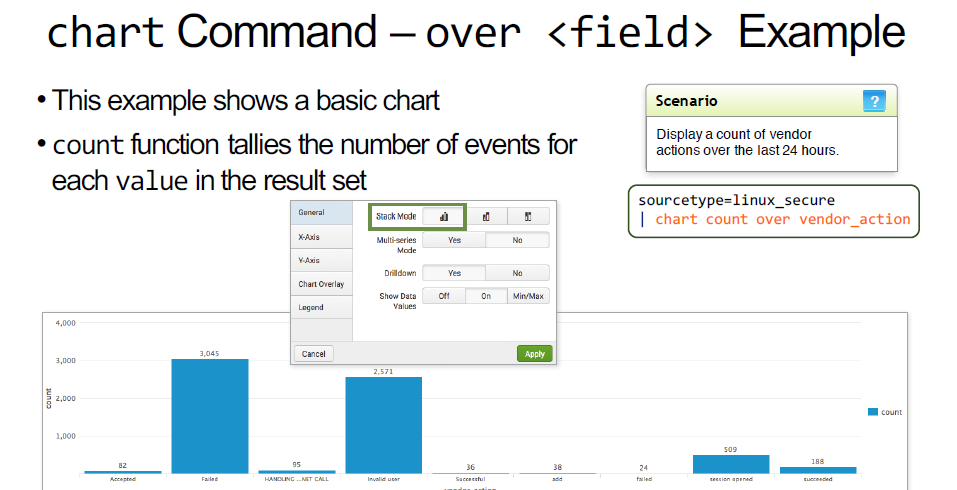 chart Command – over <field> Example
• This example shows a basic chart
• count function tallies the number of events for
each value in the result set
Scenario
?
Display a count of vendor
actions over the last 24 hours.
sourcetype=linux_secure
| chart count over vendor_action
General
X-Axis
Y-Axis
Chart Overlay
Legend
Stack Mode
Multi-series
Mode
Yes
No
Drilldown
Yes
No
Show Data
Values
Off
On
Min/Max
Cancel
Apply
4,000
3,000
2,000
1,000
count
82
3,045
95
2,571
36
38
24
509
188
Accepted
Failed
HANDLING ...NET CALL
Invalid user
Successful
add
failed
session opened
succeeded
count